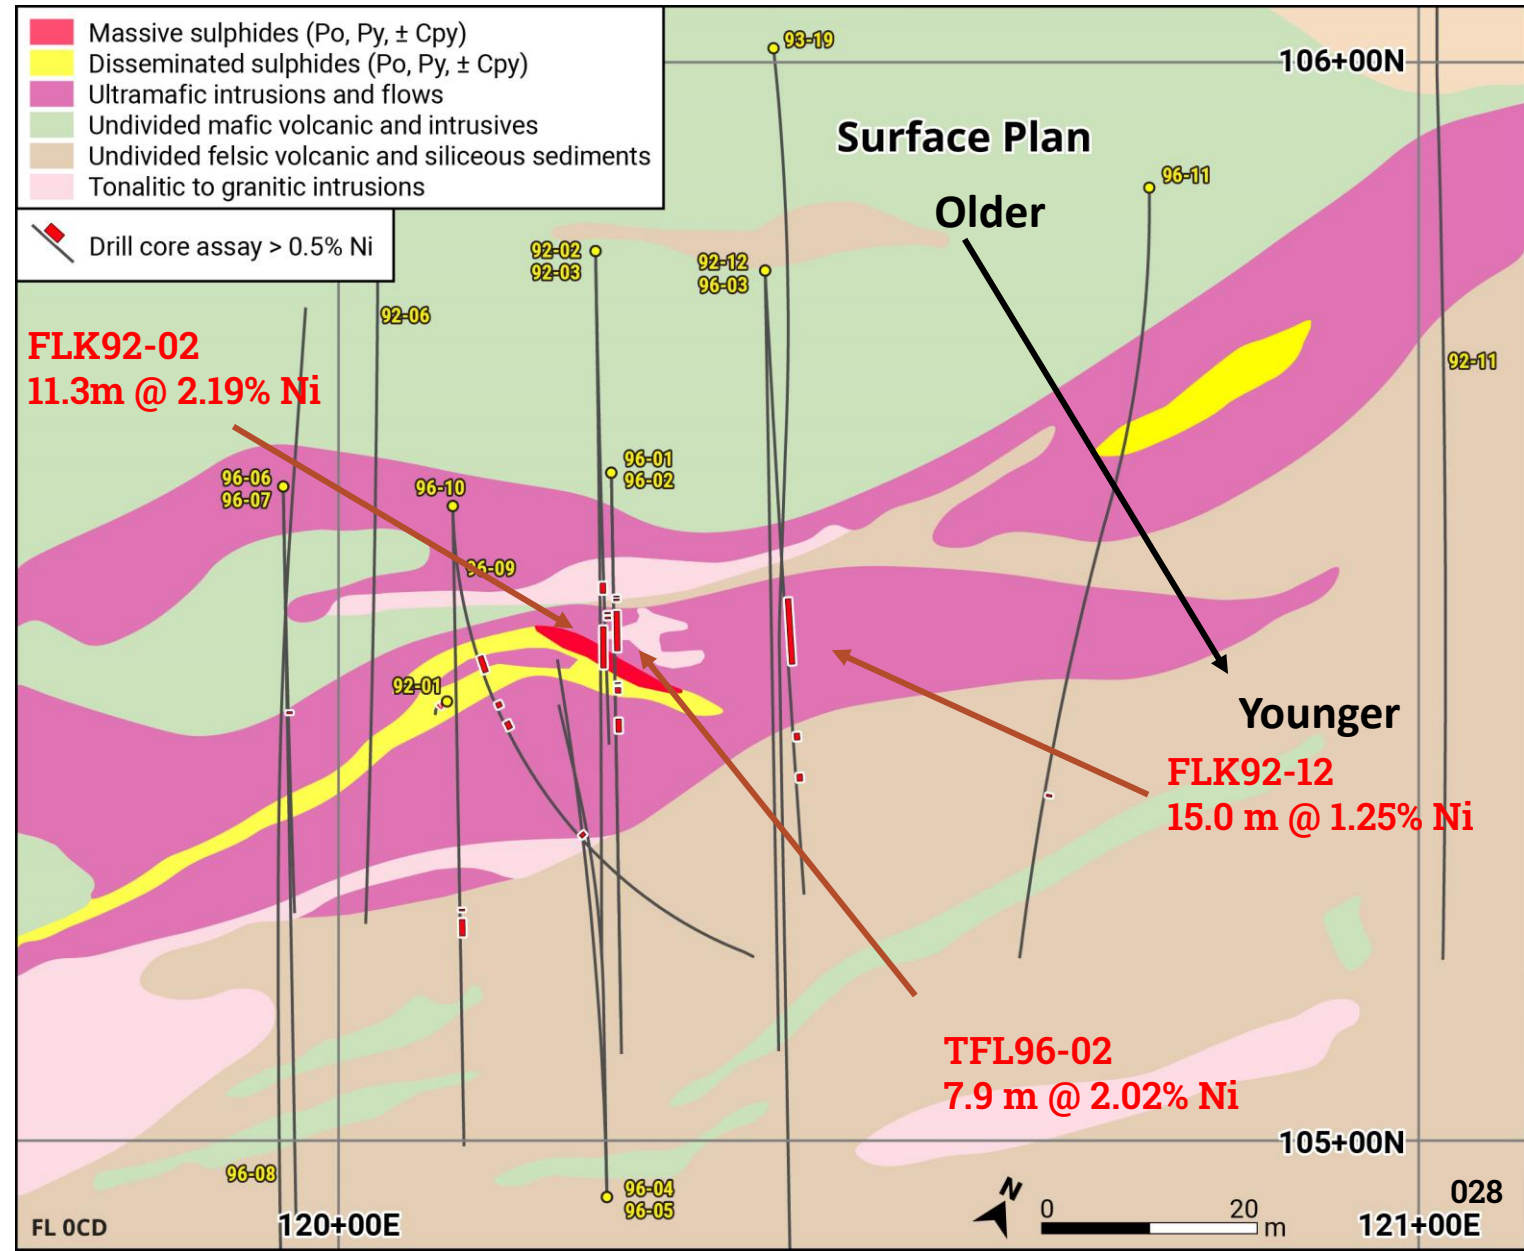 Massive sulphides (Po, Py, ± Cpy)
Disseminated sulphides (Po, Py, ± Cpy)
Ultramafic intrusions and flows
Undivided mafic volcanic and intrusives
Undivided felsic volcanic and siliceous sediments
Tonalitic to granitic intrusions
Drill core assay > 0.5% Ni
93-19
106+00N
Surface Plan
96-11
Older
92-02
92-03
92-12
96-03
92-06
FLK92-02
11.3m @ 2.19% Ni
92-11
96-01
96-02
96-06
96-07
96-10
96-09
92-01
Younger
FLK92-12
15.0 m @ 1.25% Ni
TFL96-02
7.9 m @ 2.02% Ni
105+00N
96-08
96-04
96-05
N
0
20
m
028
FL 0CD
120+00E
121+00E